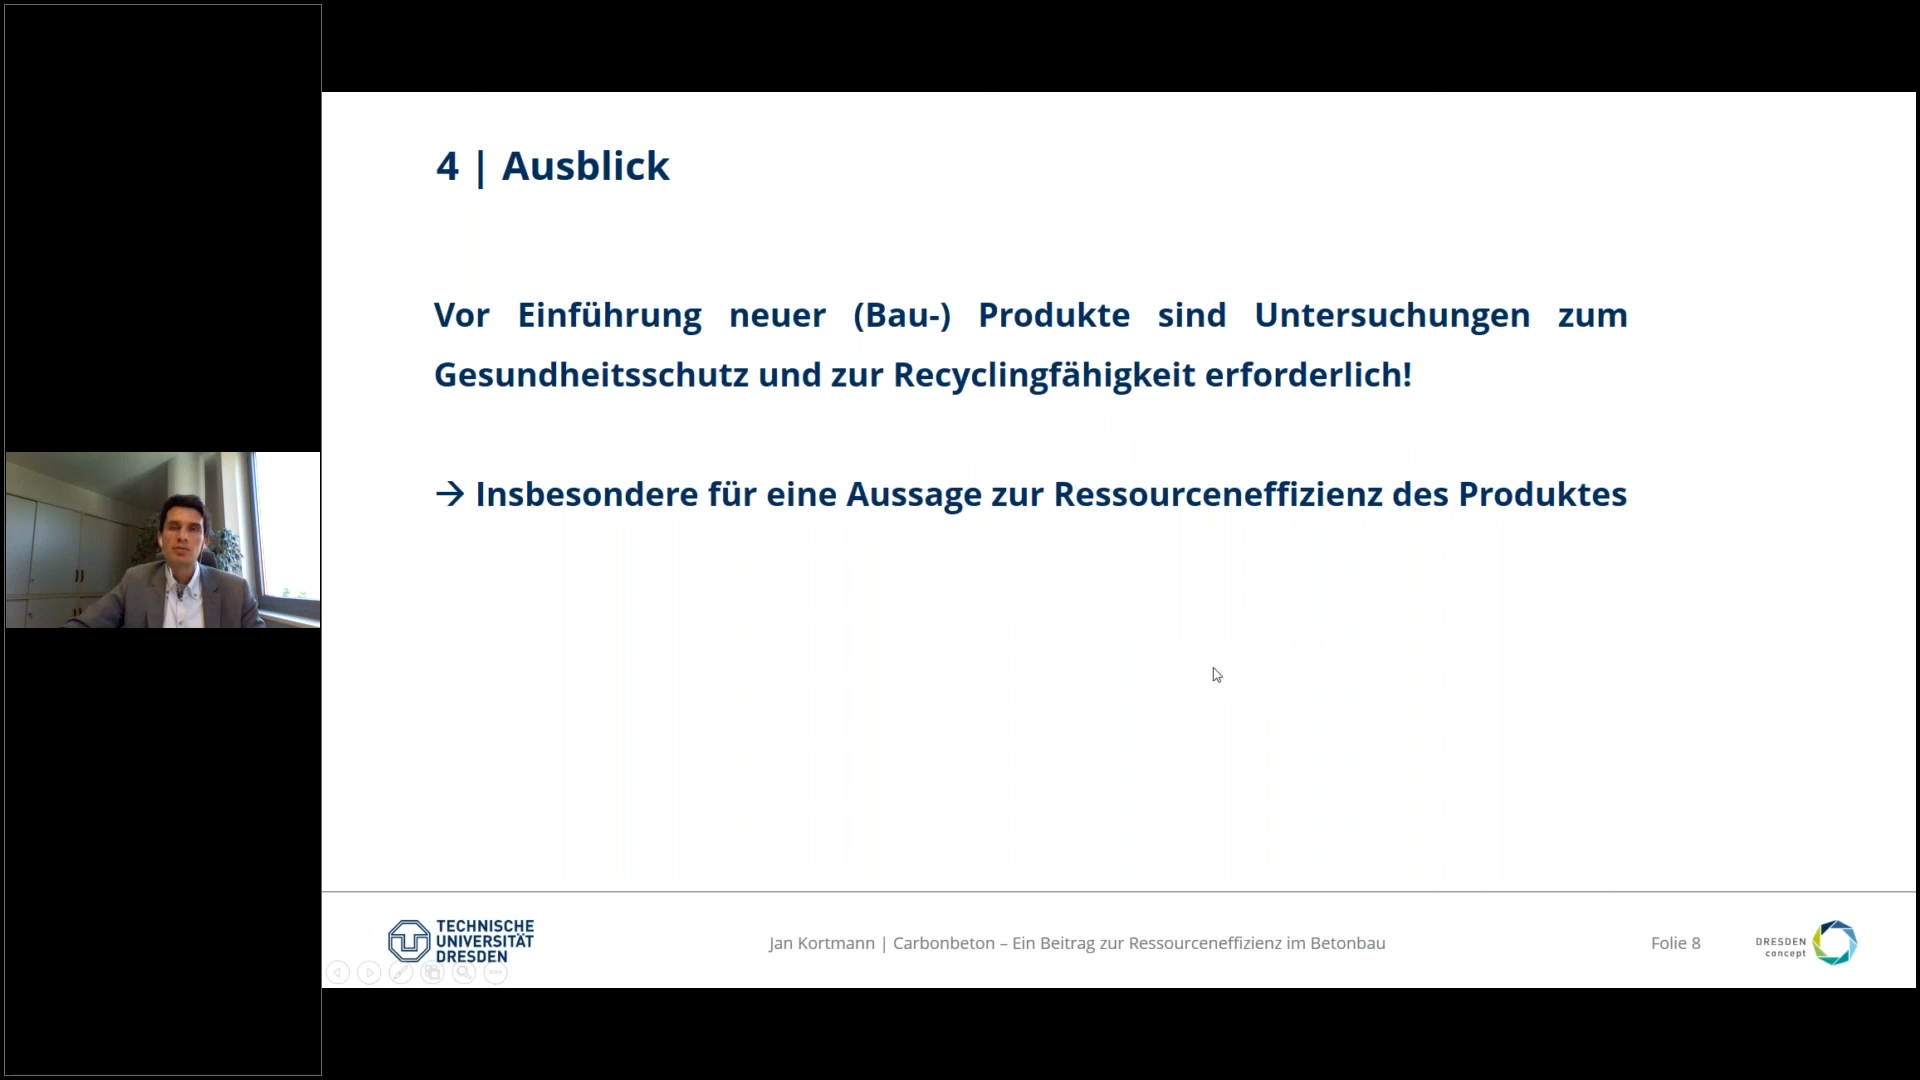 4 | Ausblick
Vor Einführung neuer (Bau-) Produkte sind Untersuchungen zum
Gesundheitsschutz und zur Recyclingfähigkeit erforderlich!
→ Insbesondere für eine Aussage zur Ressourceneffizienz des Produktes
TECHNISCHE
UNIVERSITÄT
DRESDEN
Jan Kortmann | Carbonbeton – Ein Beitrag zur Ressourceneffizienz im Betonbau
Folie 8
DRESDEN
concept